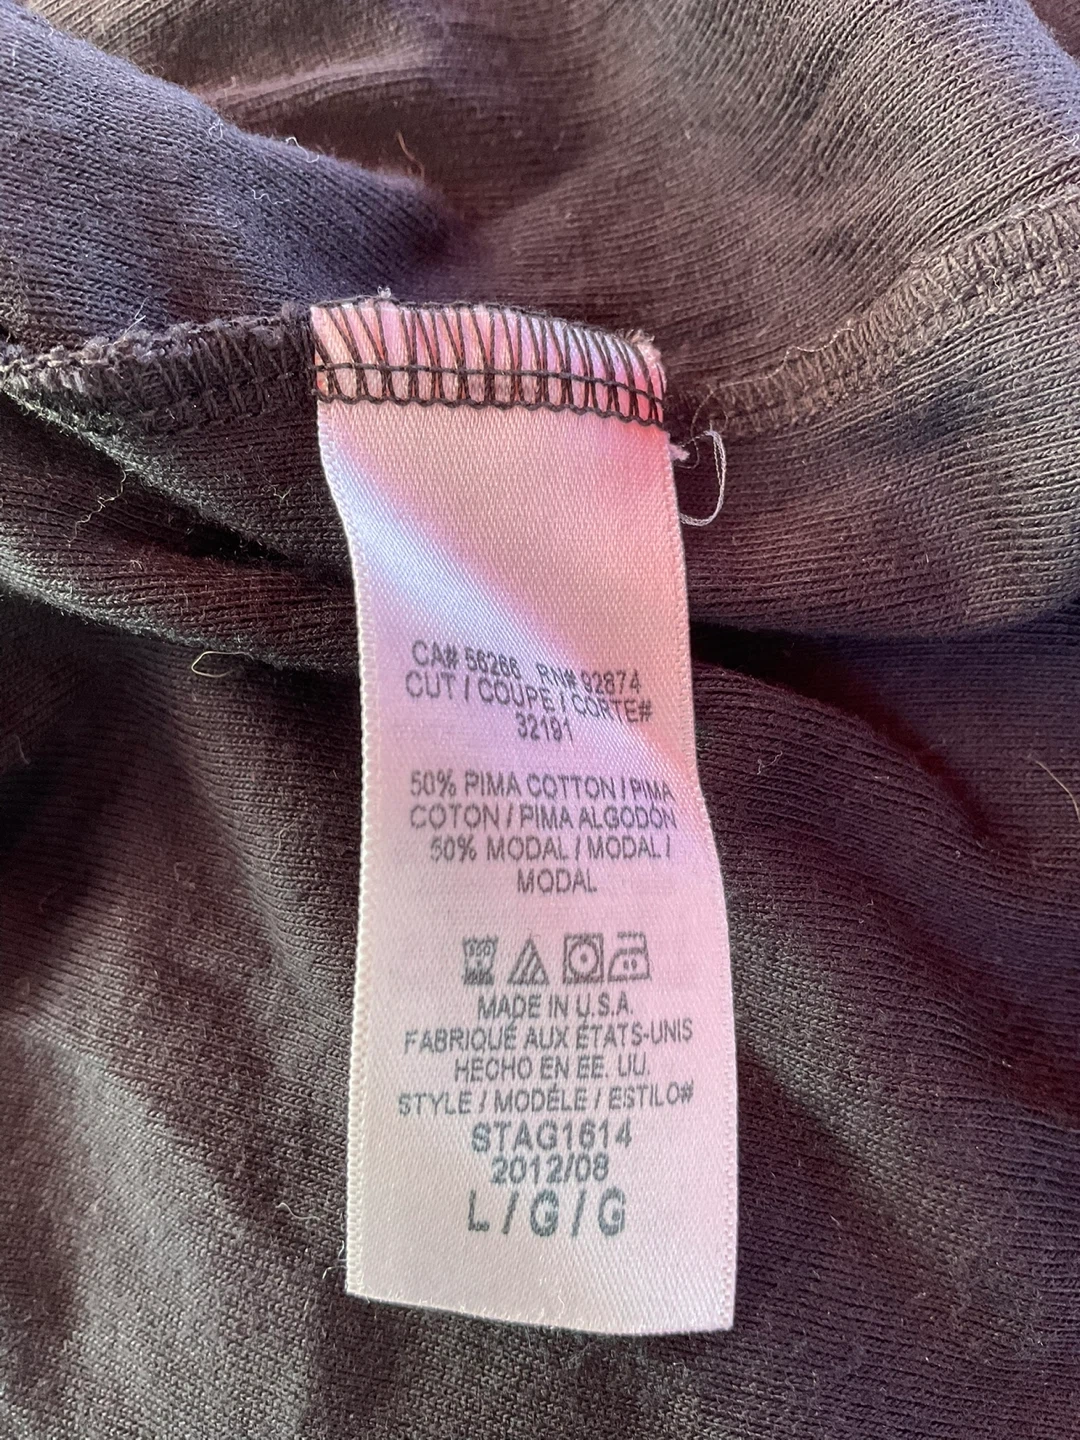 CA# 56266 RN# 92874
CUT / COUPE / CORTE#
32191
50% PIMA COTTON / PIMA
COTON / PIMA ALGODÓN
50% MODAL / MODAL /
MODAL
MADE IN U.S.A.
FABRIQUÉ AUX ÉTATS-UNIS
HECHO EN EE. UU.
STYLE / MODÈLE / ESTILO#
STAG1614
2012/08
L / G / G